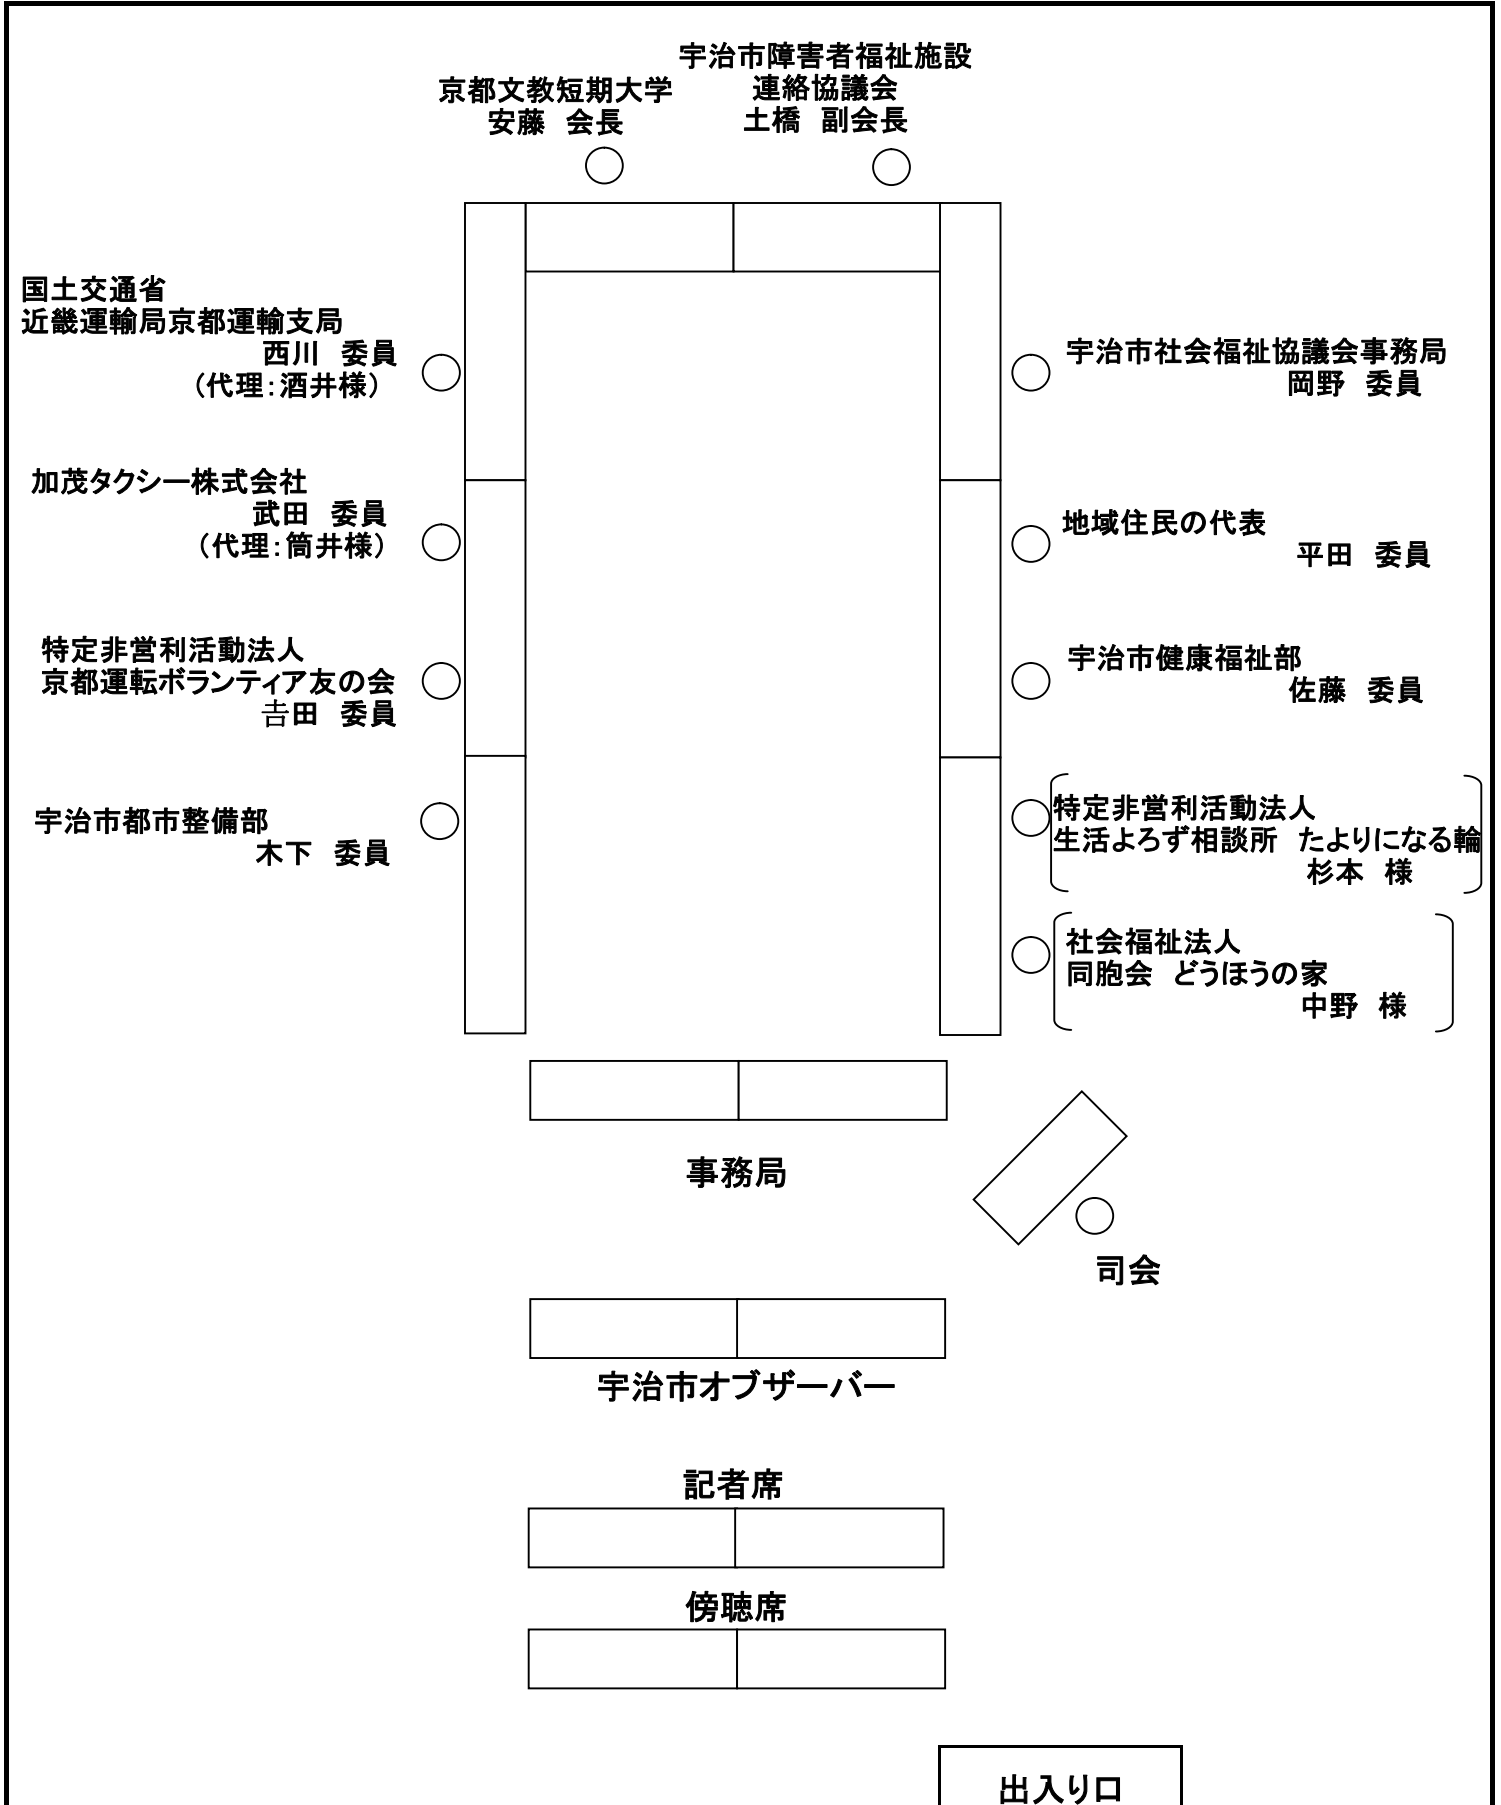 京都文教短期大学
安藤　会長
宇治市障害者福祉施設
連絡協議会
土橋　副会長
国土交通省
近畿運輸局京都運輸支局
西川　委員
（代理：酒井様）
加茂タクシー株式会社
武田　委員
（代理：筒井様）
特定非営利活動法人
京都運転ボランティア友の会
𠮷田　委員
宇治市都市整備部
木下　委員
宇治市社会福祉協議会事務局
岡野　委員
地域住民の代表
平田　委員
宇治市健康福祉部
佐藤　委員
特定非営利活動法人
生活よろず相談所　たよりになる輪
杉本　様
社会福祉法人
同胞会　どうほうの家
中野　様
事務局
司会
宇治市オブザーバー
記者席
傍聴席
出入り口